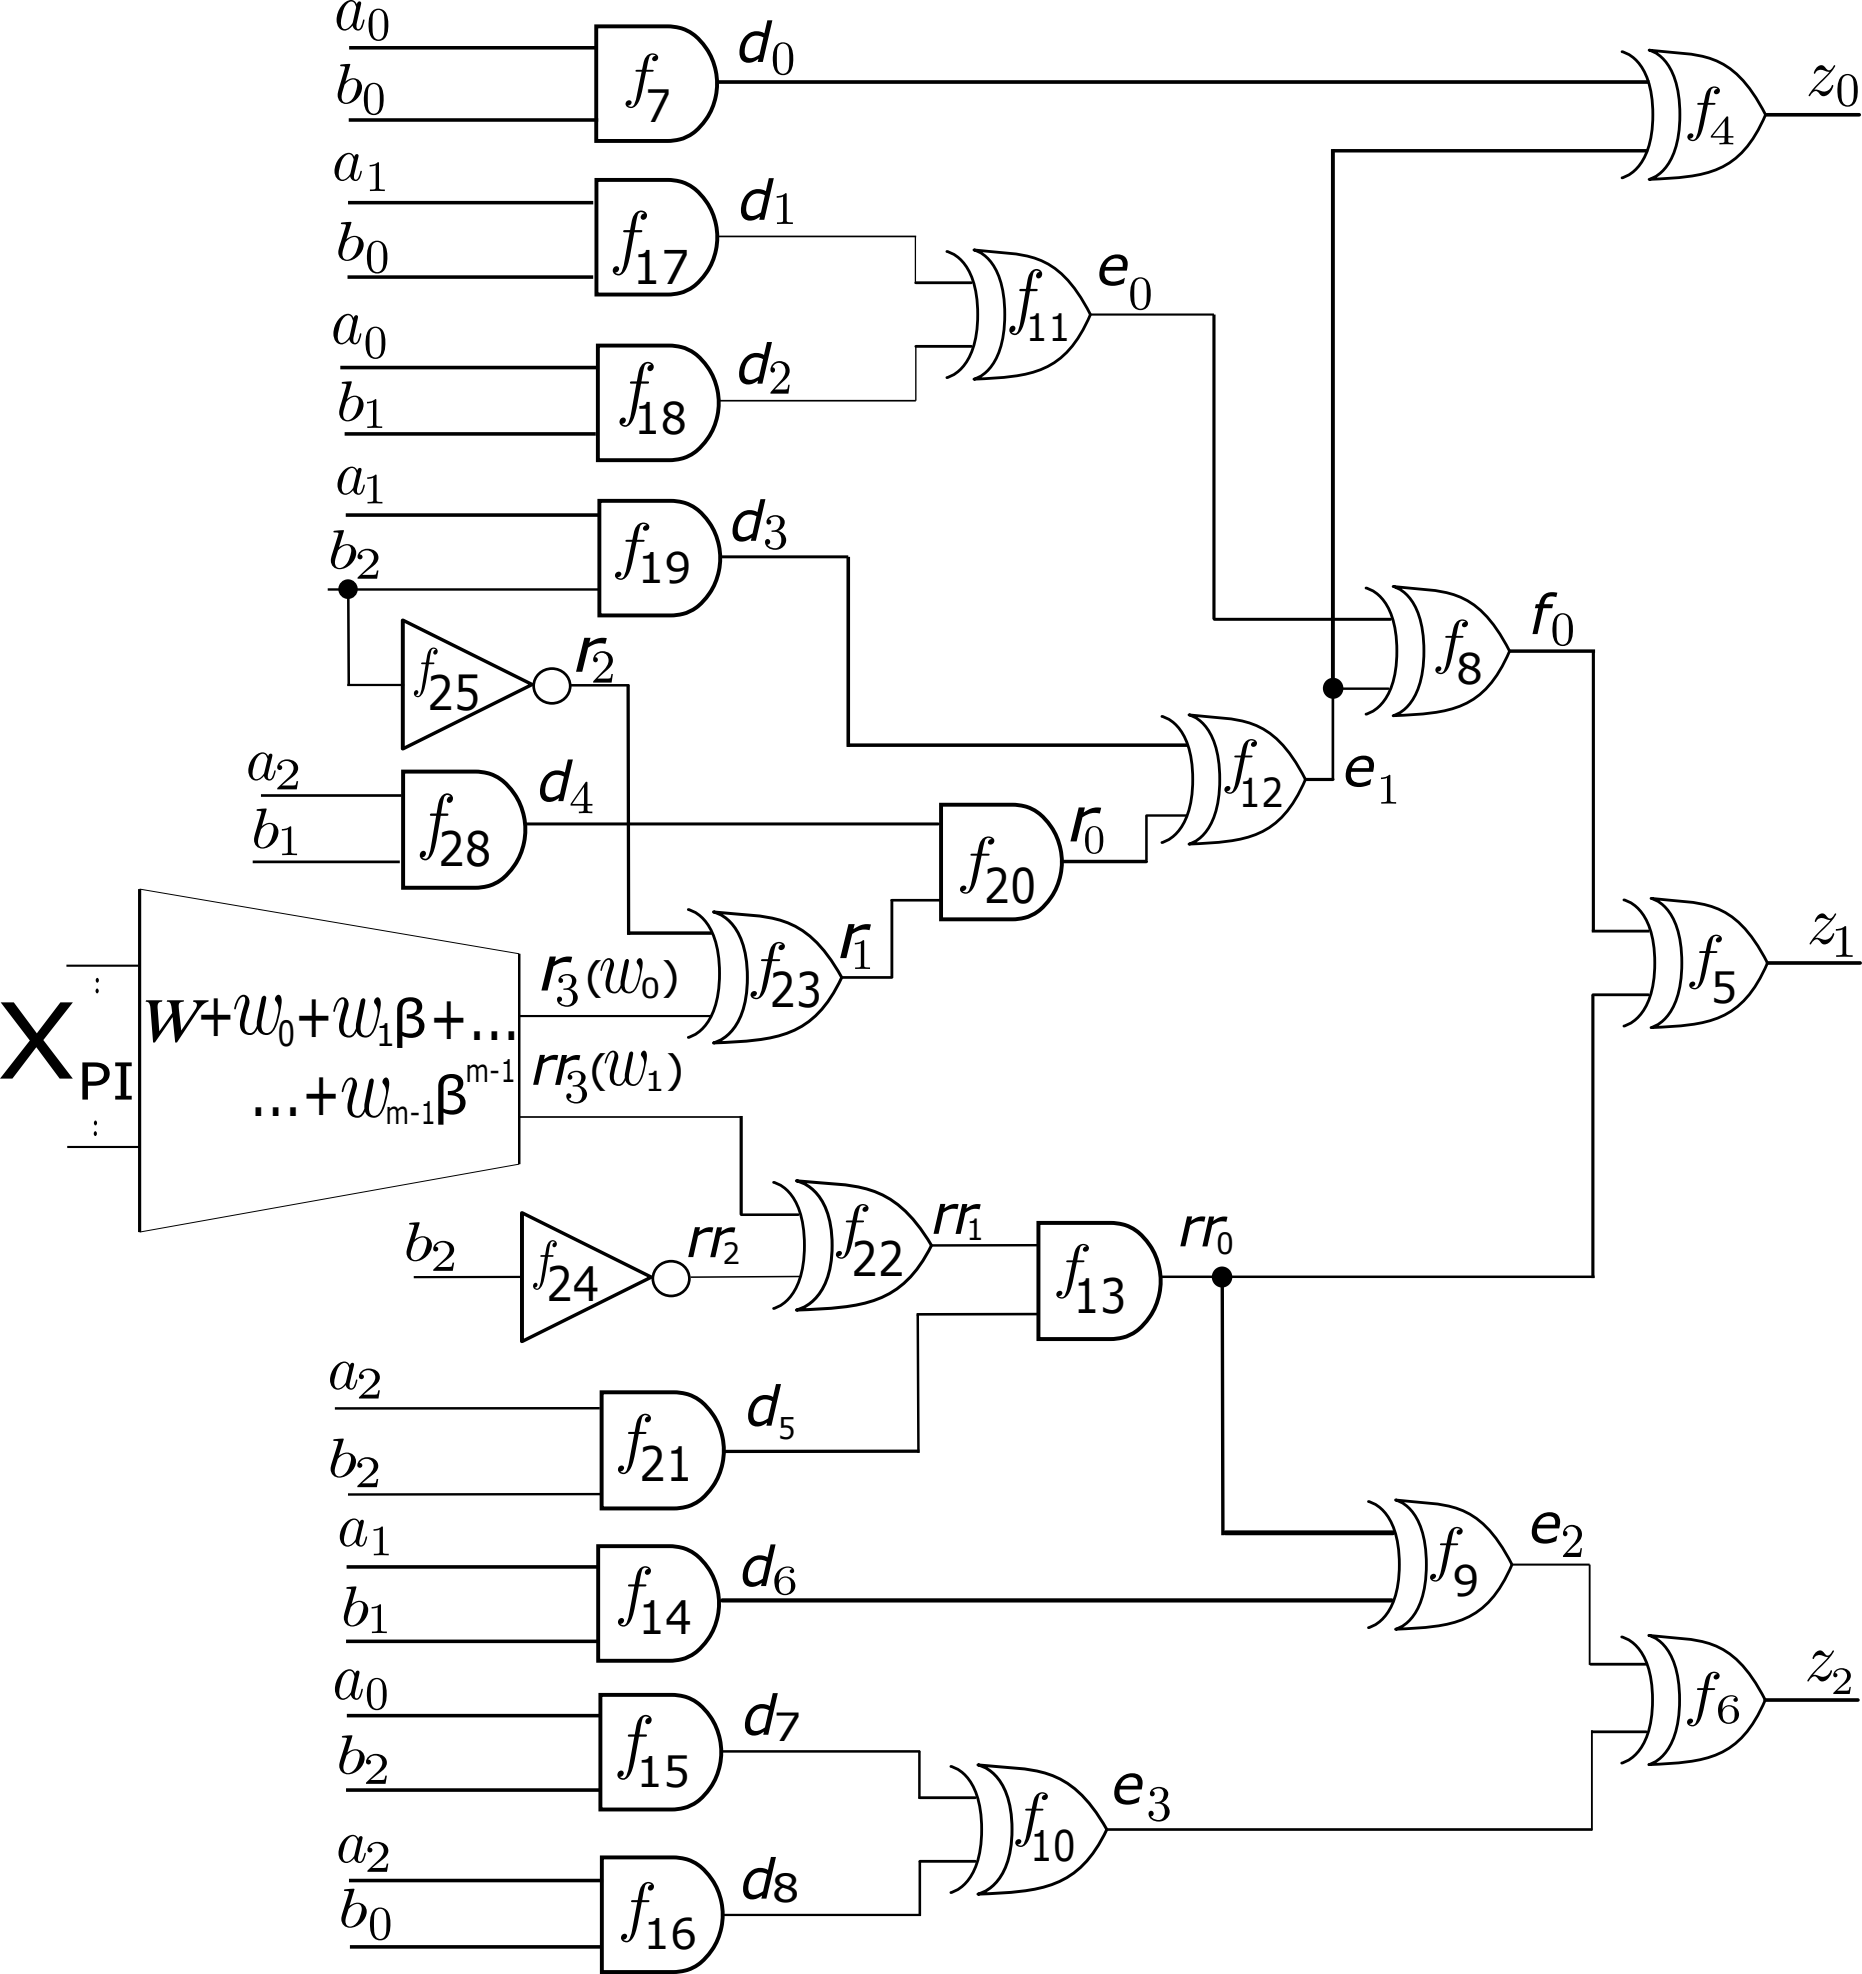 a₀
b₀
f₇
d₀
f₄
z₀
a₁
b₀
f₁₇
d₁
f₁₁
e₀
a₀
b₁
f₁₈
d₂
a₁
b₂
f₁₉
d₃
f₈
f₀
f₂₅
r₂
f₁₂
e₁
a₂
b₁
f₂₈
d₄
f₂₀
r₀
f₂₃
r₁
f₅
z₁
r₃(w₀)
:
X_PI
W+w₀+w₁β+...
...+w_{m-1}β^{m-1}
:
rr₃(w₁)
b₂
f₂₄
rr₂
f₂₂
rr₁
f₁₃
rr₀
a₂
b₂
f₂₁
d₅
a₁
b₁
f₁₄
d₆
f₉
e₂
a₀
b₂
f₁₅
d₇
f₆
z₂
f₁₀
e₃
a₂
b₀
f₁₆
d₈